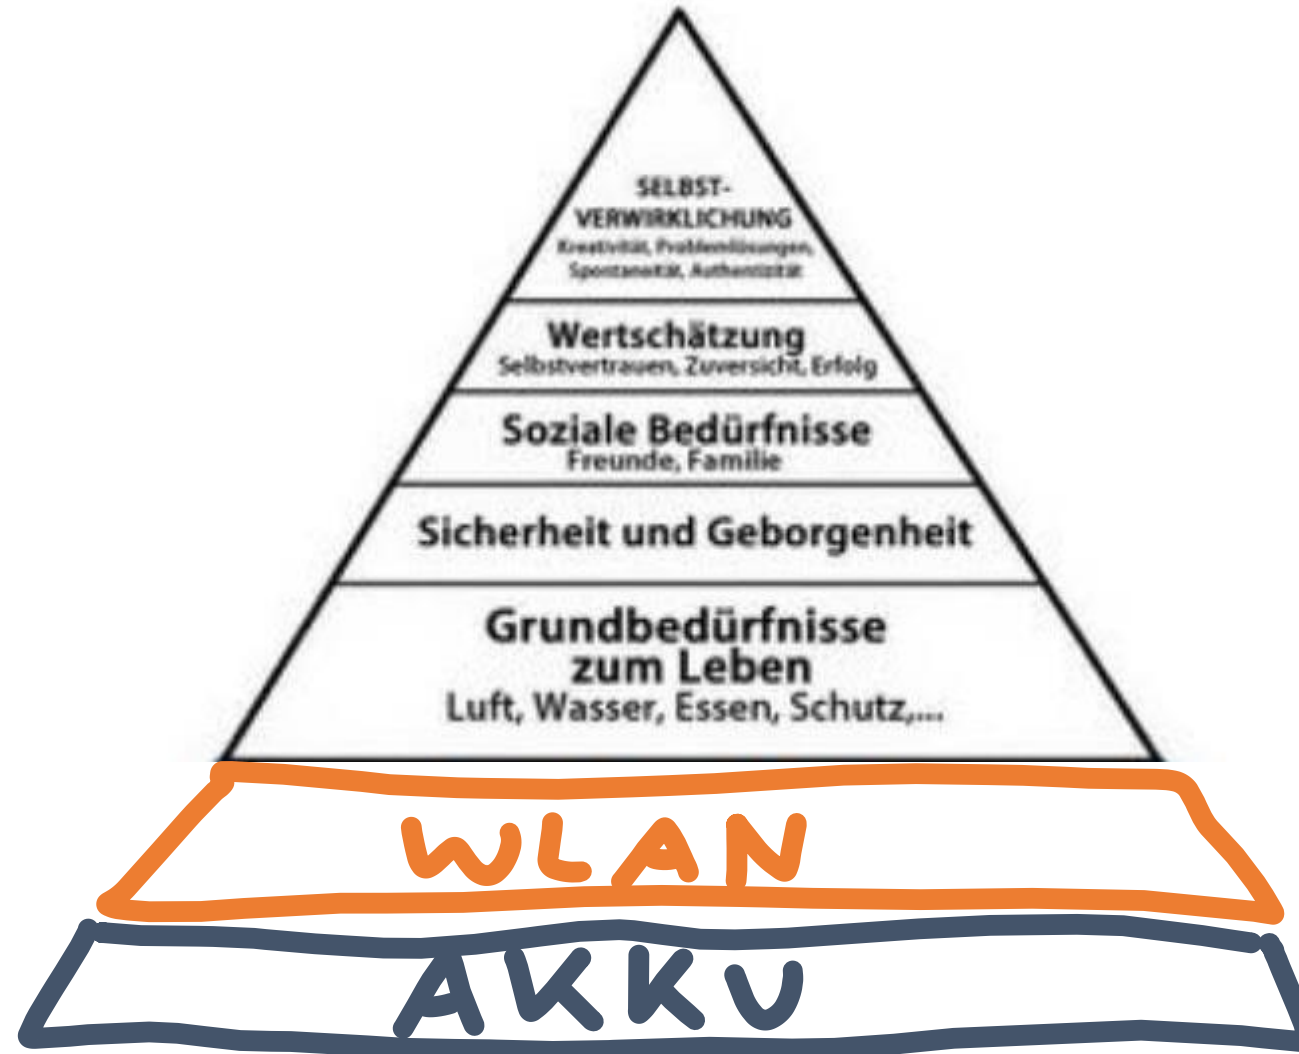 SELBST-
VERWIRKLICHUNG
Kreativität, Problemlösungen,
Spontaneität, Authentizität
Wertschätzung
Selbstvertrauen, Zuversicht, Erfolg
Soziale Bedürfnisse
Freunde, Familie
Sicherheit und Geborgenheit
Grundbedürfnisse
zum Leben
Luft, Wasser, Essen, Schutz,...
WLAN
AKKU